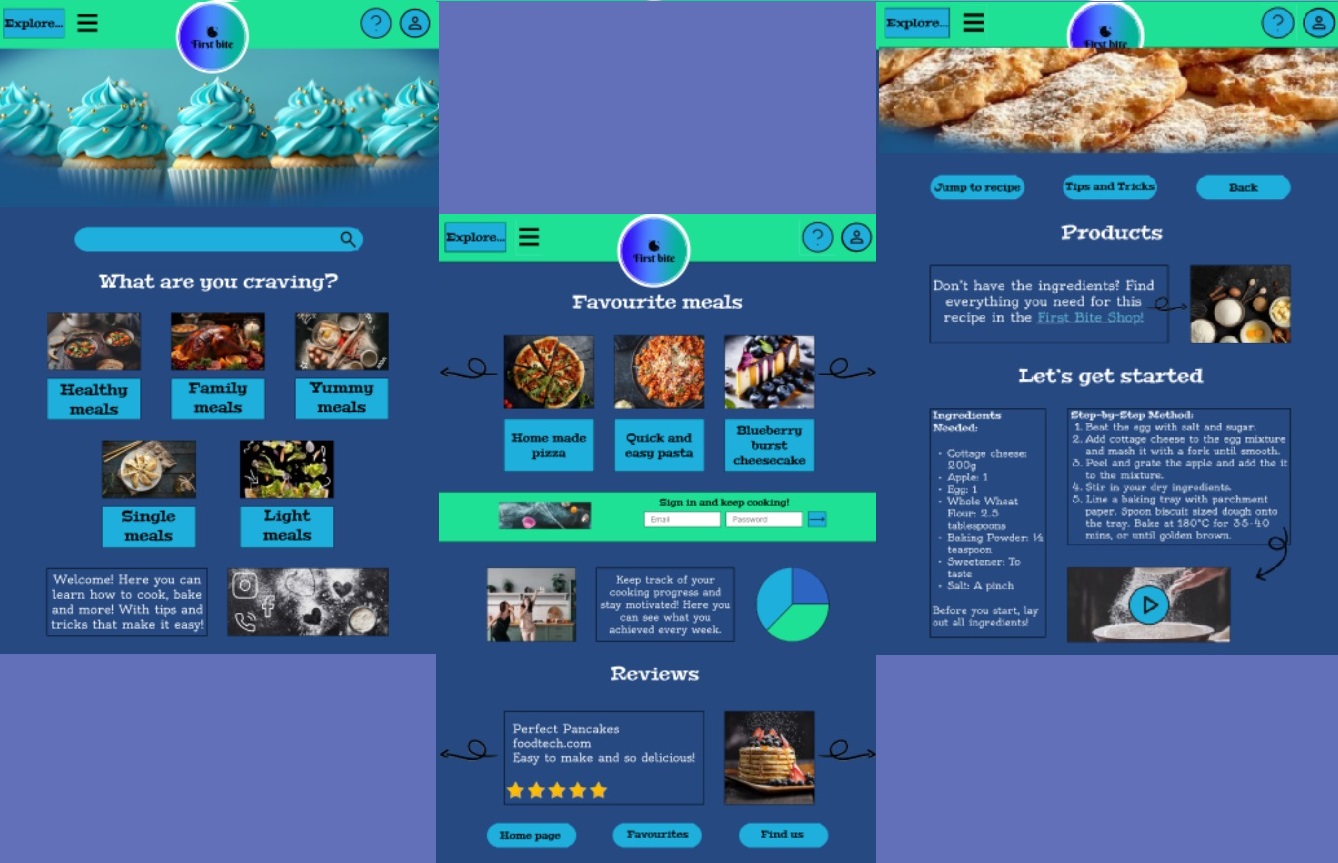 Explore...
First bite
?
What are you craving?
Healthy
meals
Family
meals
Yummy
meals
Single
meals
Light
meals
Welcome! Here you can
learn how to cook, bake
and more! With tips and
tricks that make it easy!
Explore...
First bite
?
Favourite meals
Home made
pizza
Quick and
easy pasta
Blueberry
burst
cheesecake
Sign in and keep cooking!
Email
Password
Keep track of your
cooking progress and
stay motivated! Here you
can see what you
achieved every week.
Reviews
Perfect Pancakes
foodtech.com
Easy to make and so delicious!
Home page
Favourites
Find us
Explore...
First bite
?
Jump to recipe
Tips and Tricks
Back
Products
Don't have the ingredients? Find
everything you need for this
recipe in the First Bite Shop!
Let's get started
Ingredients
Needed:
• Cottage cheese:
200g
• Apple: 1
• Egg: 1
• Whole Wheat
Flour: 2.5
tablespoons
• Baking Powder: ½
teaspoon
• Sweetener: To
taste
• Salt: A pinch
Before you start, lay
out all ingredients!
Step-by-Step Method:
1. Beat the egg with salt and sugar.
2. Add cottage cheese to the egg mixture
and mash it with a fork until smooth.
3. Peel and grate the apple and add the it
to the mixture.
4. Stir in your dry ingredients.
5. Line a baking tray with parchment
paper. Spoon biscuit sized dough onto
the tray. Bake at 180°C for 35-40
mins, or until golden brown.